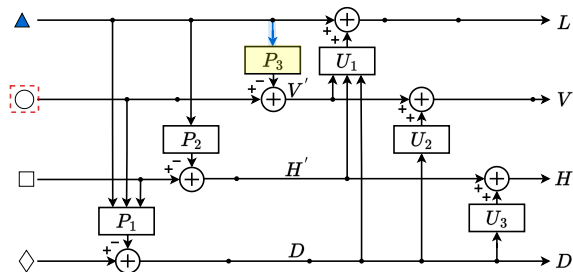 + + L
P₃ U₁
+ − V′ + + V
P₂ U₂
+ − H′ + + H
P₁ U₃
+ − D D